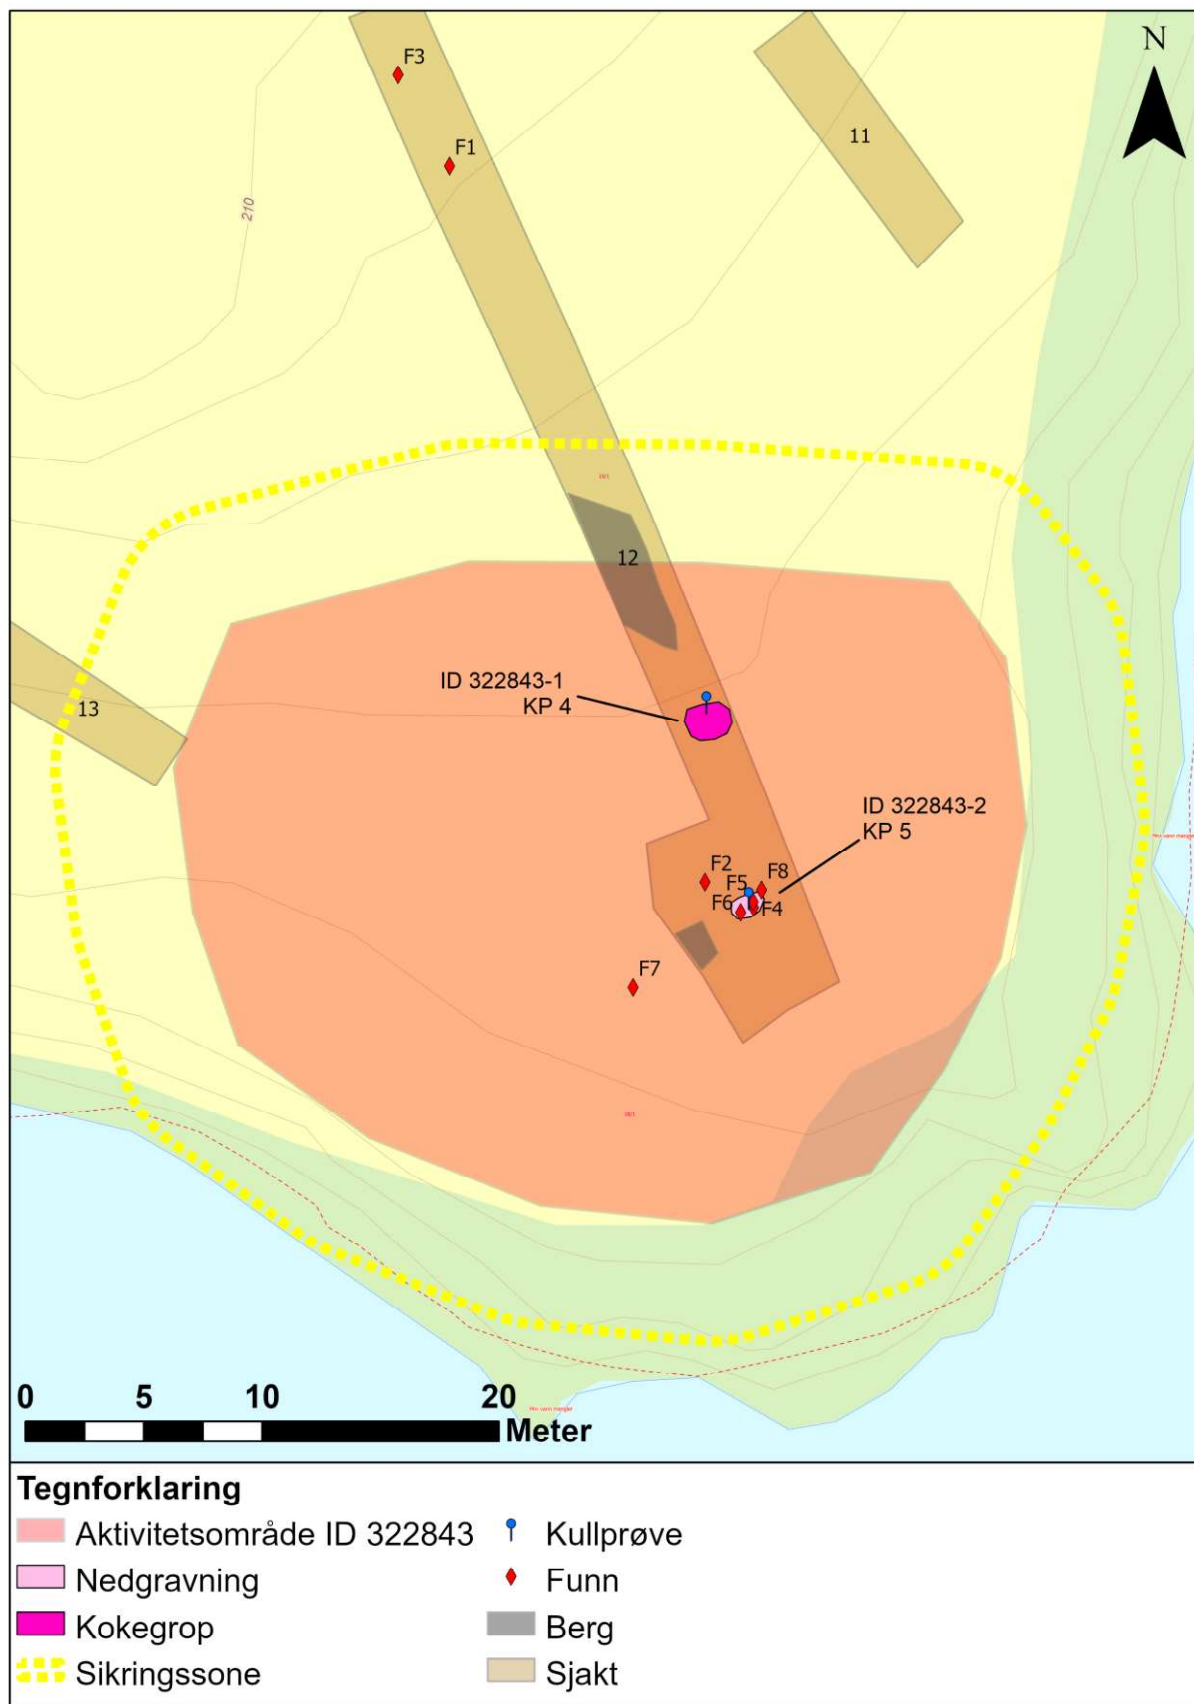 N
F3
F1
11
210
12
ID 322843-1
KP 4
13
ID 322843-2
KP 5
F2
F8
F5
F6
F4
F7
0 5 10 20
Meter
Tegnforklaring
Aktivitetsområde ID 322843
Kullprøve
Nedgravning
Funn
Kokegrop
Berg
Sikringssone
Sjakt